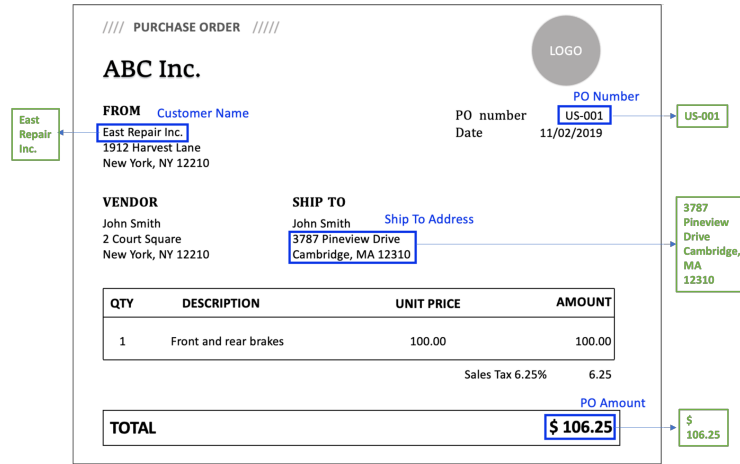 //// PURCHASE ORDER /////
LOGO
ABC Inc.
FROM Customer Name
East Repair Inc.
1912 Harvest Lane
New York, NY 12210
East
Repair
Inc.
PO Number
PO number US-001
Date 11/02/2019
US-001
VENDOR
John Smith
2 Court Square
New York, NY 12210
SHIP TO
John Smith Ship To Address
3787 Pineview Drive
Cambridge, MA 12310
3787
Pineview
Drive
Cambridge,
MA
12310
QTY DESCRIPTION UNIT PRICE AMOUNT
1 Front and rear brakes 100.00 100.00
Sales Tax 6.25% 6.25
PO Amount
TOTAL $ 106.25
$
106.25